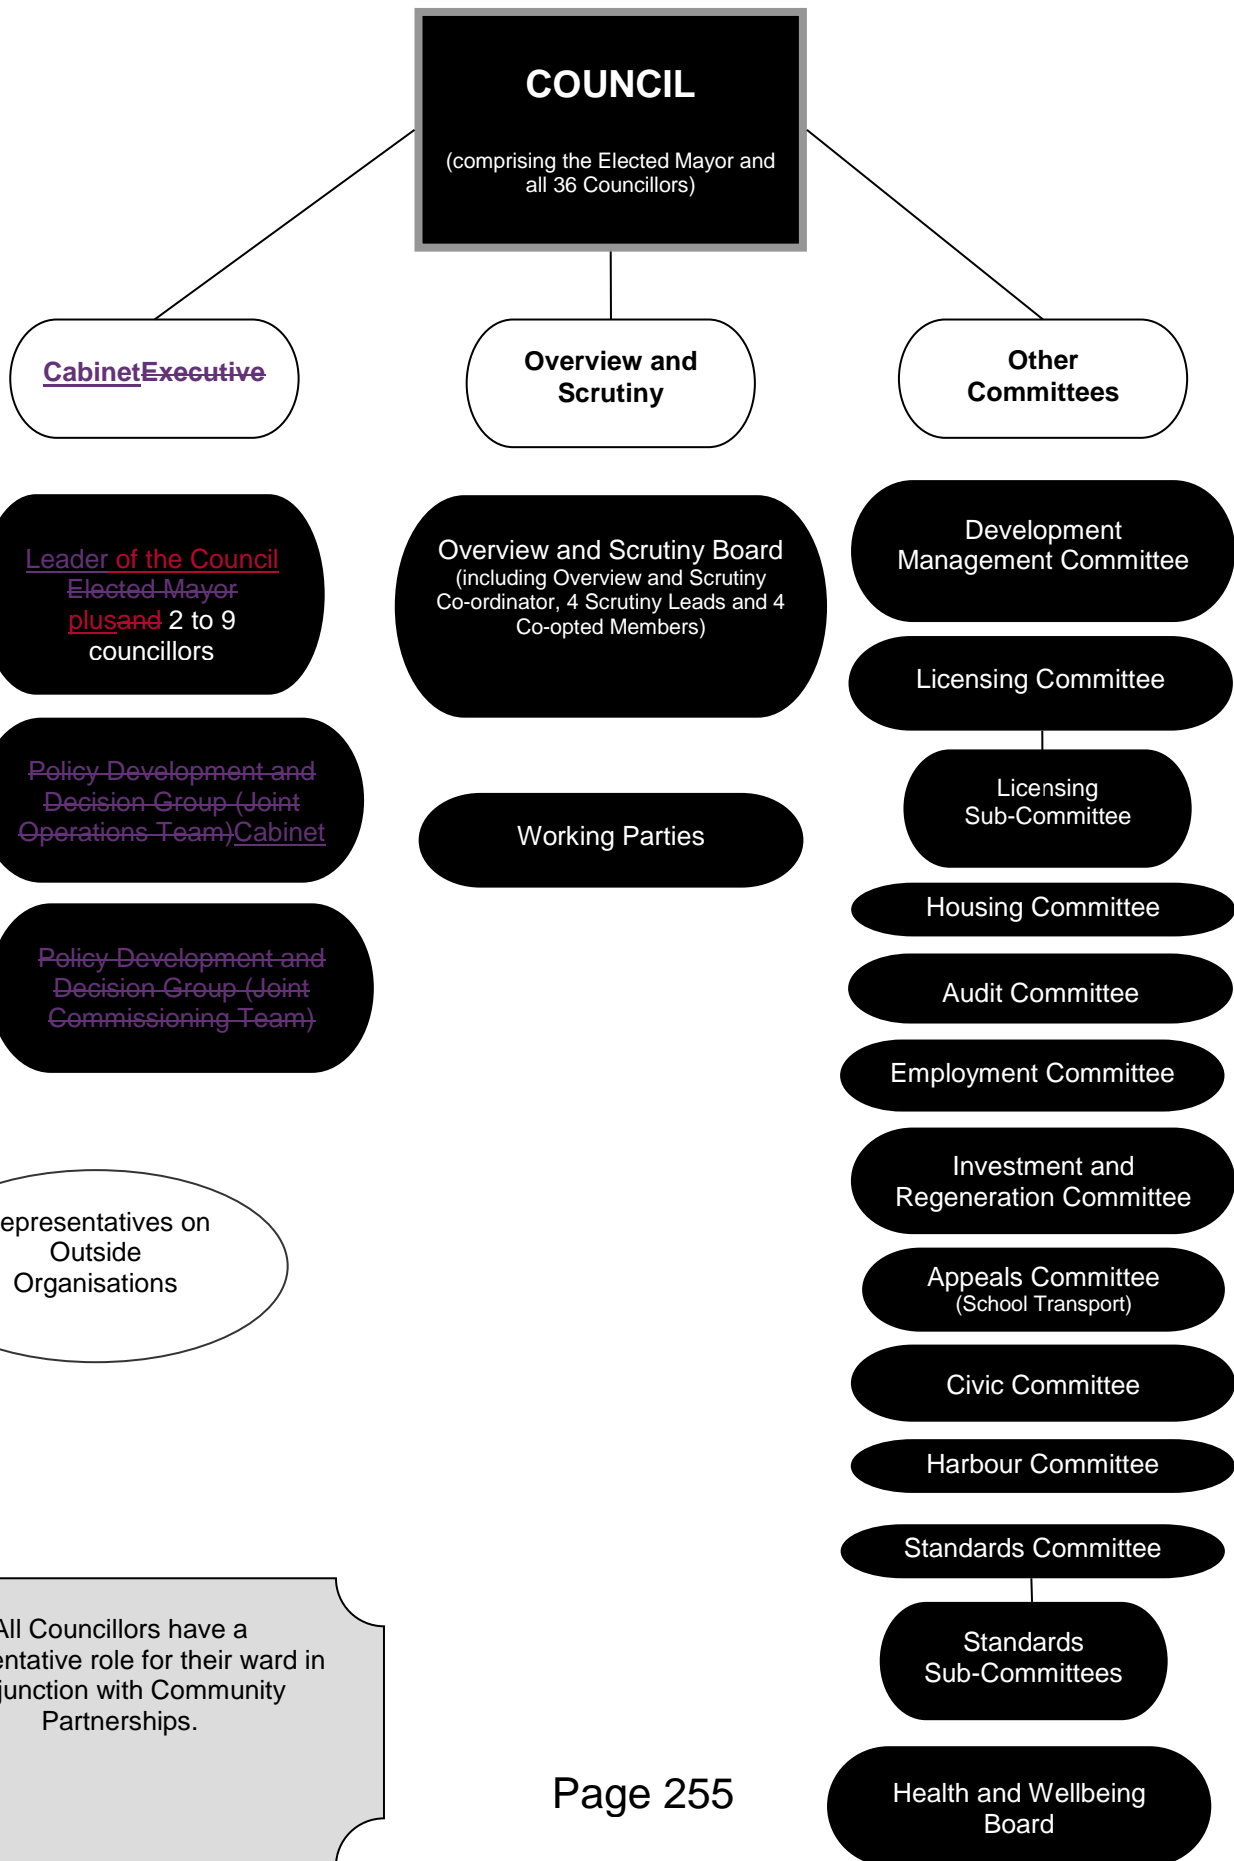 COUNCIL
(comprising the Elected Mayor and
all 36 Councillors)
CabinetExecutive
Overview and
Scrutiny
Other
Committees
Leader of the Council
Elected Mayor
plusand 2 to 9
councillors
Policy Development and
Decision Group (Joint
Operations Team)Cabinet
Policy Development and
Decision Group (Joint
Commissioning Team)
epresentatives on
Outside
Organisations
All Councillors have a
entative role for their ward in
junction with Community
Partnerships.
Overview and Scrutiny Board
(including Overview and Scrutiny
Co-ordinator, 4 Scrutiny Leads and 4
Co-opted Members)
Working Parties
Development
Management Committee
Licensing Committee
Licensing
Sub-Committee
Housing Committee
Audit Committee
Employment Committee
Investment and
Regeneration Committee
Appeals Committee
(School Transport)
Civic Committee
Harbour Committee
Standards Committee
Standards
Sub-Committees
Health and Wellbeing
Board
Page 255